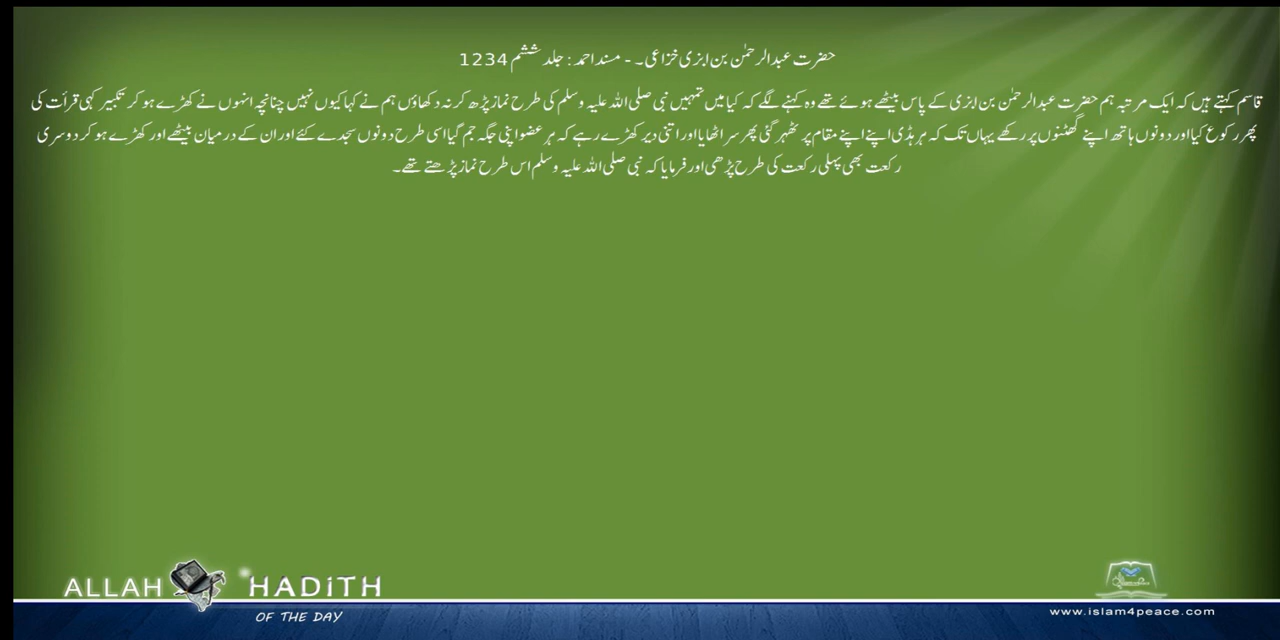 حضرت عبدالرحمٰن بن ابزی خزاعی۔ - مسند احمد : جلد ششم 1234
قاسم کہتے ہیں کہ ایک مرتبہ ہم حضرت عبدالرحمٰن بن ابزی کے پاس بیٹھے ہوئے تھے وہ کہنے لگے کہ کیا میں تمہیں نبی صلی اللہ علیہ وسلم کی طرح نماز پڑھ کر نہ دکھاؤں ہم نے کہا کیوں نہیں چنانچہ انہوں نے کھڑے ہو کر تکبیر کہی قرأت کی
پھر رکوع کیا اور دونوں ہاتھ اپنے گھٹنوں پر رکھے یہاں تک کہ ہر ہڈی اپنے اپنے مقام پر ٹھہر گئی پھر سر اٹھایا اور اتنی دیر کھڑے رہے کہ ہر عضو اپنی جگہ جم گیا اسی طرح دونوں سجدے کئے اور ان کے درمیان بیٹھے اور کھڑے ہو کر دوسری
رکعت بھی پہلی رکعت کی طرح پڑھی اور فرمایا کہ نبی صلی اللہ علیہ وسلم اس طرح نماز پڑھتے تھے۔
ALLAH HADiTH
OF THE DAY
www.islam4peace.com